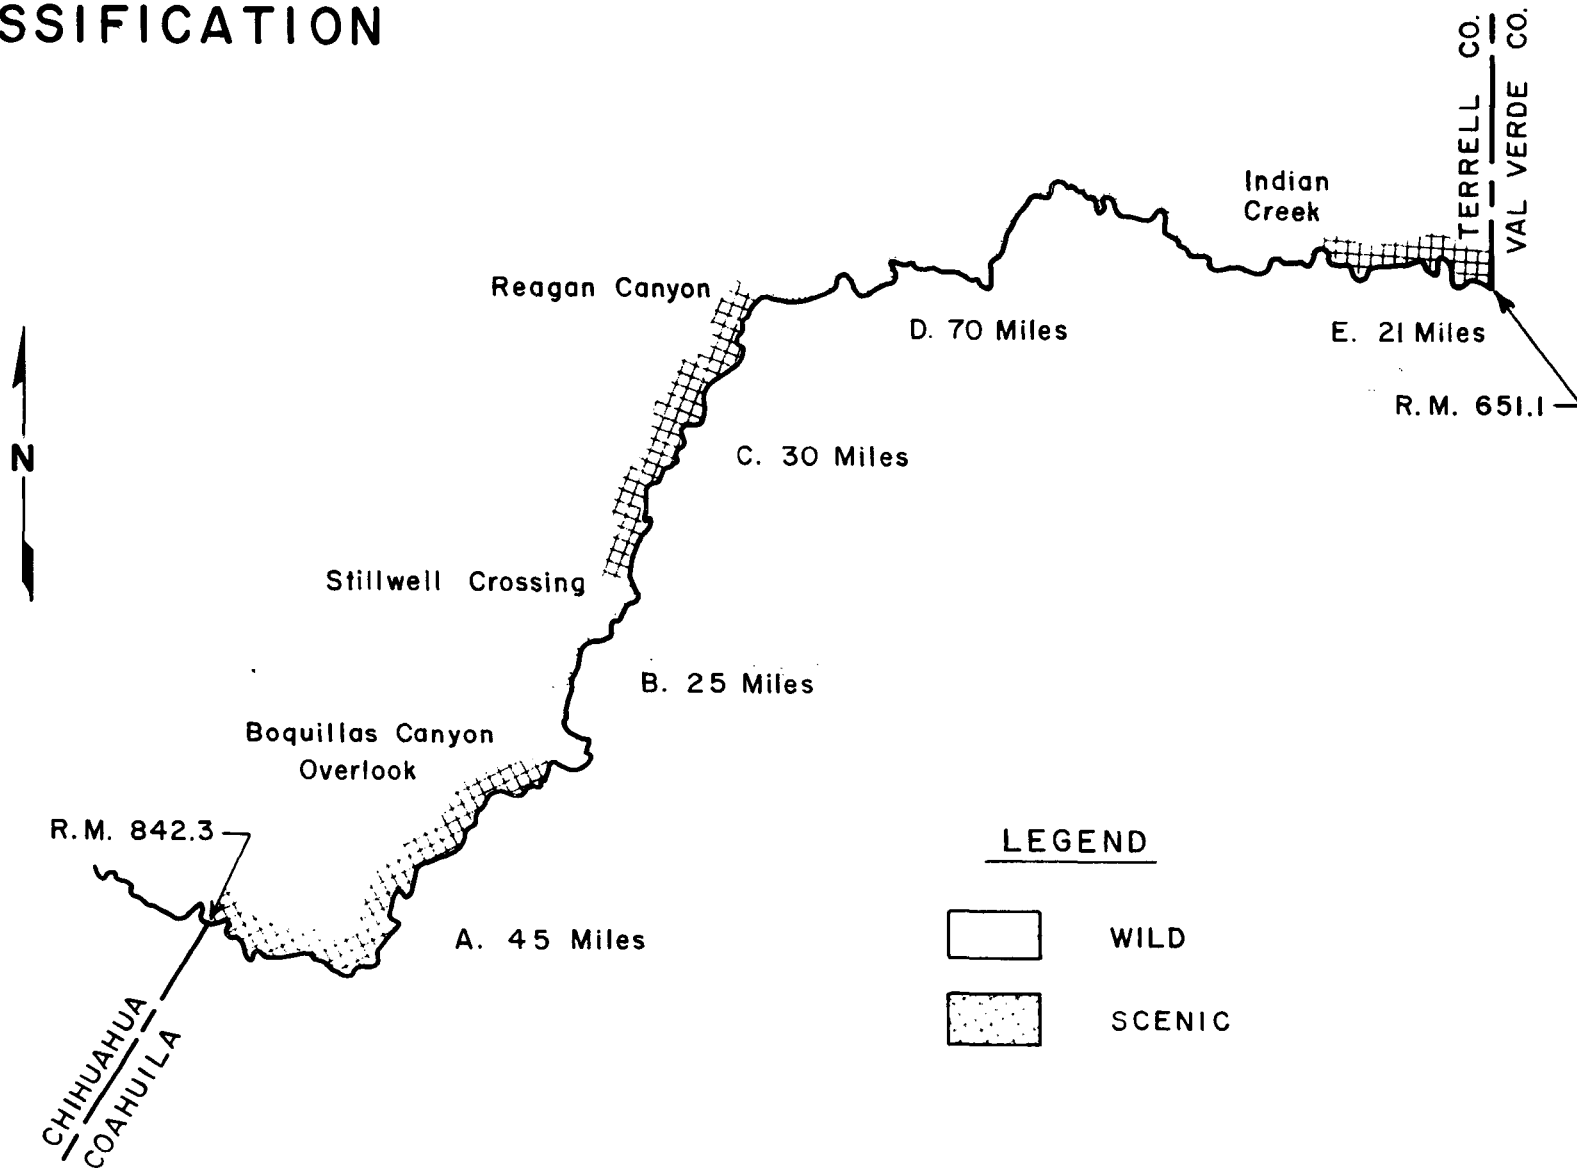 SSIFICATION
TERRELL CO.
VAL VERDE CO.
Indian
Creek
Reagan Canyon
D. 70 Miles
E. 21 Miles
R.M. 651.1
N
C. 30 Miles
Stillwell Crossing
B. 25 Miles
Boquillas Canyon
Overlook
R.M. 842.3
A. 45 Miles
LEGEND
WILD
SCENIC
CHIHUAHUA
COAHUILA